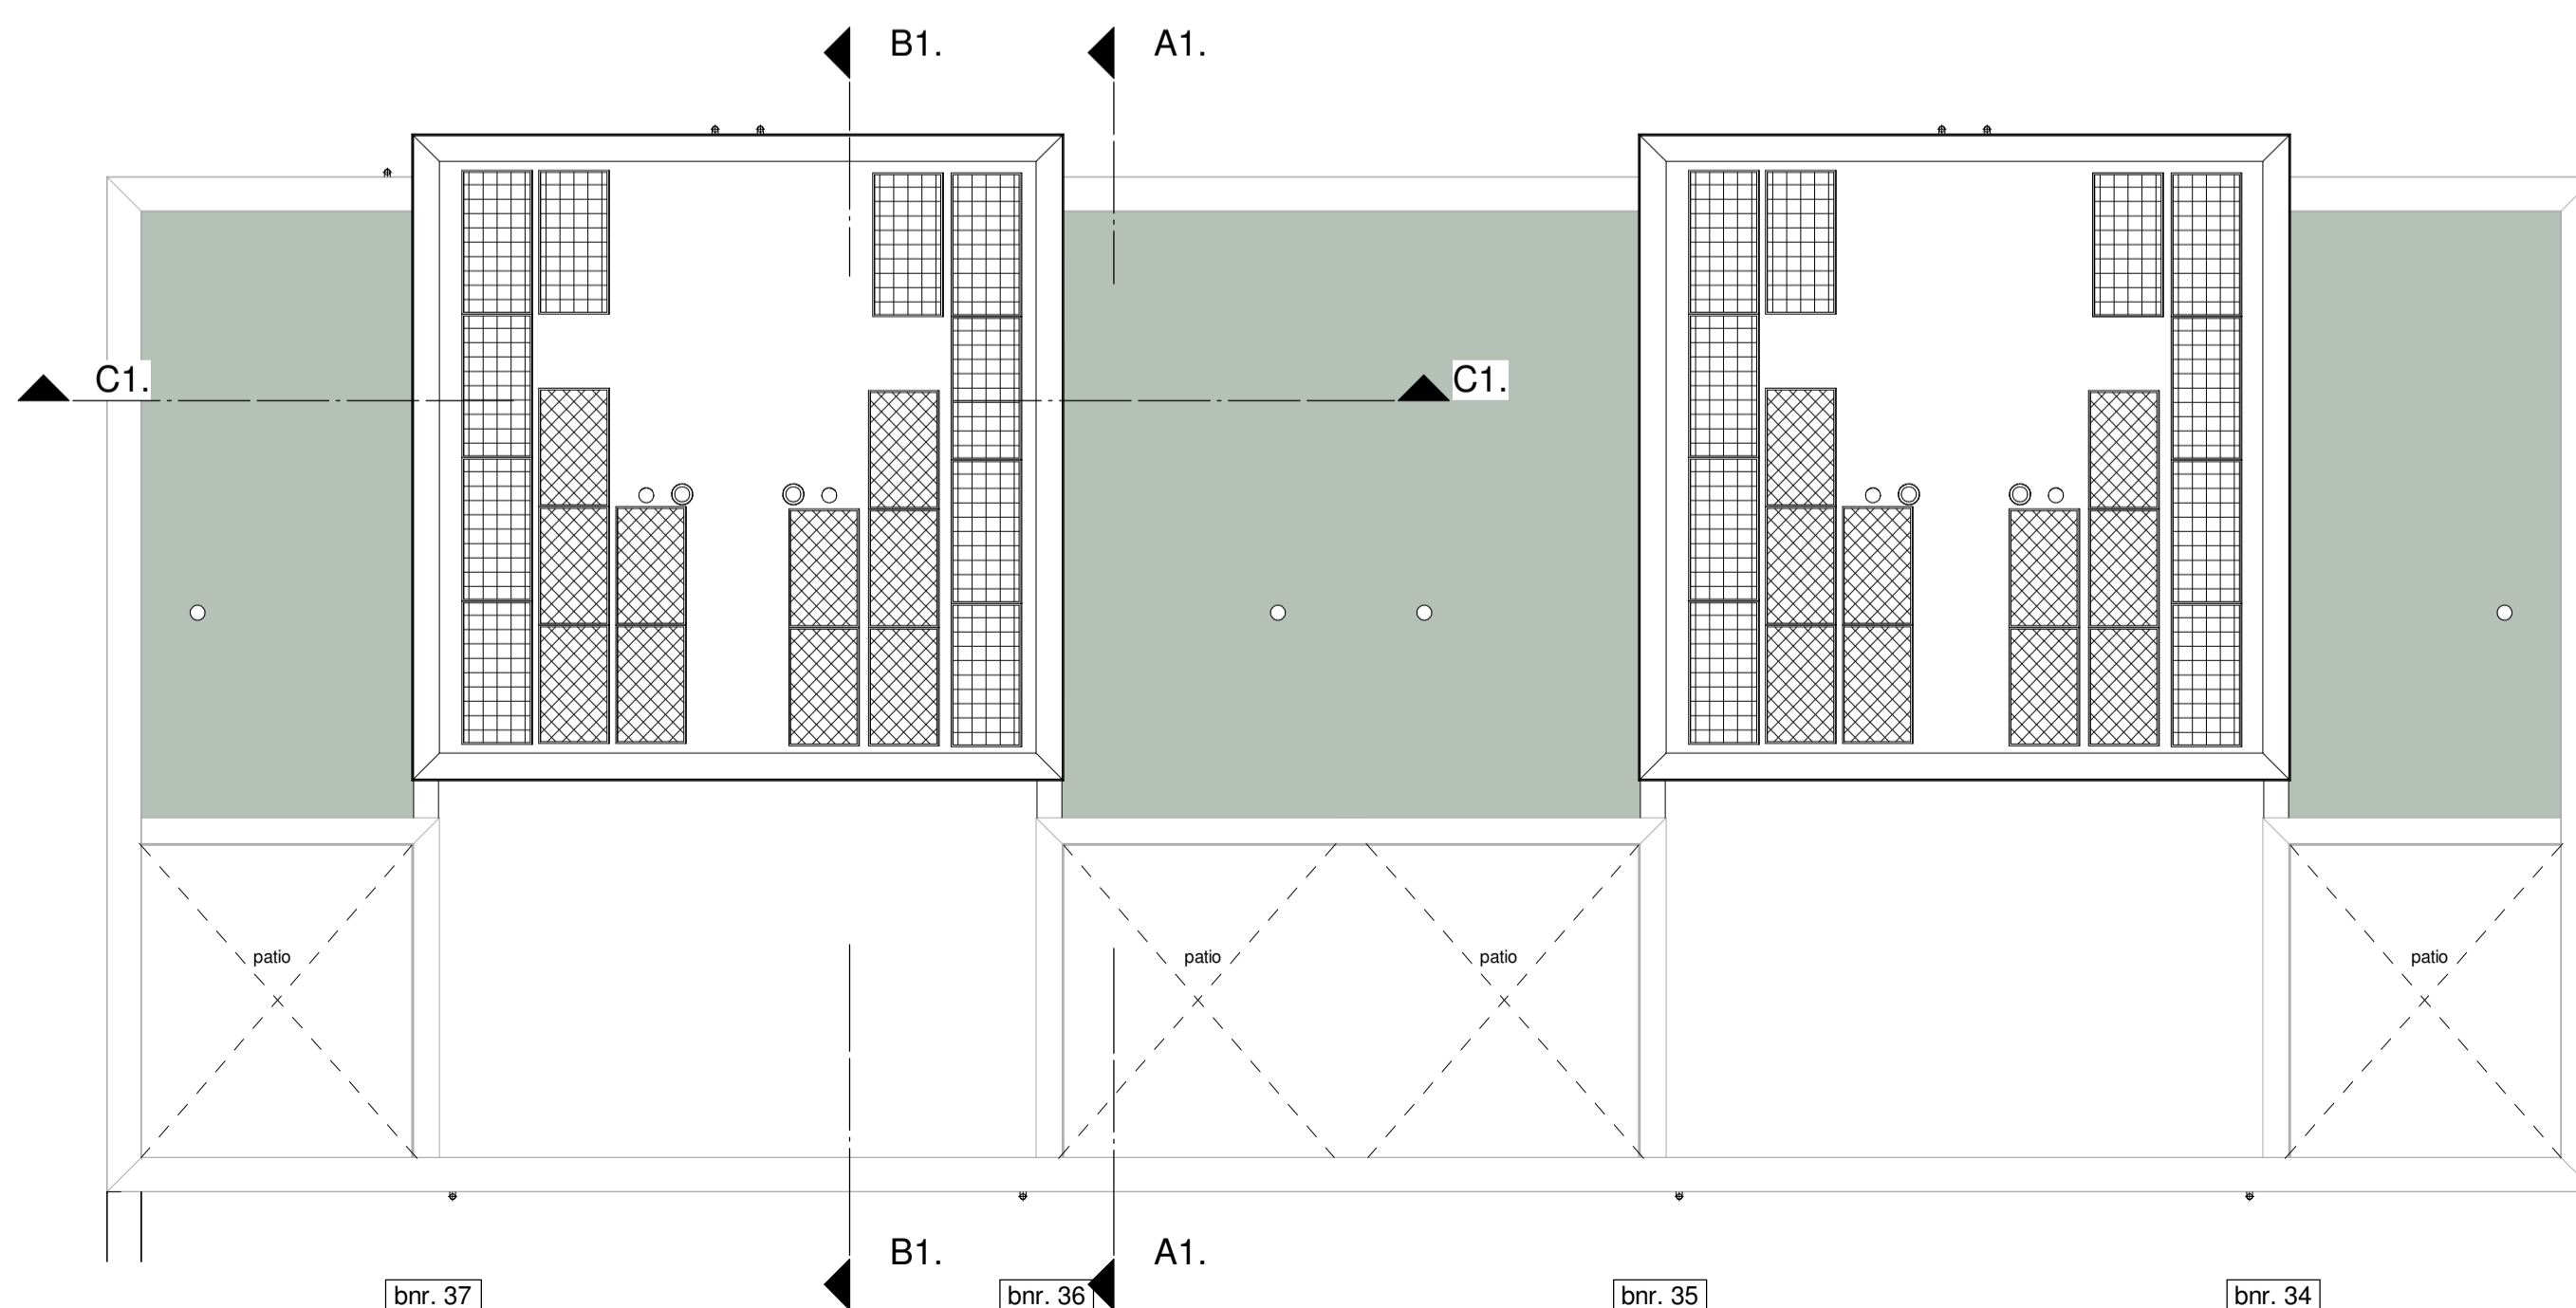 B1. A1.
C1. C1.
patio patio patio patio
B1. A1.
bnr. 37 bnr. 36 bnr. 35 bnr. 34